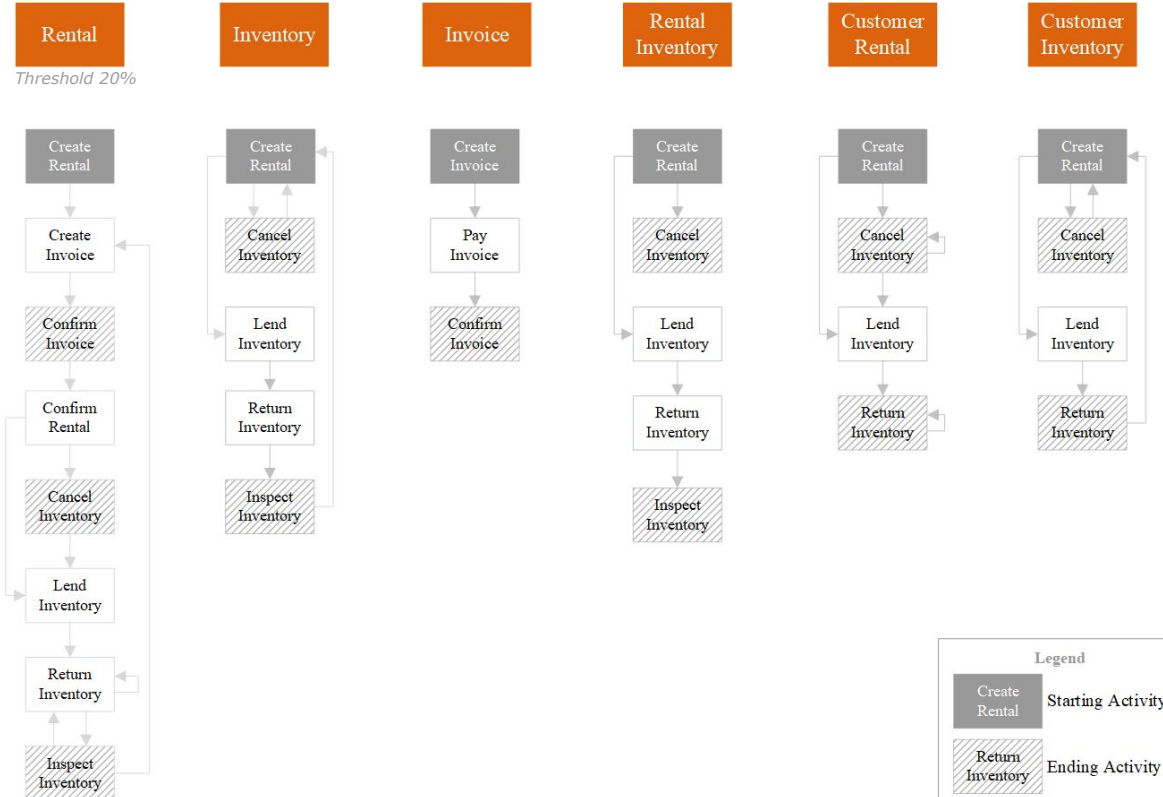 Rental
Inventory
Invoice
Rental
Inventory
Customer
Rental
Customer
Inventory
Threshold 20%
Create
Rental
Create
Invoice
Confirm
Invoice
Confirm
Rental
Cancel
Inventory
Lend
Inventory
Return
Inventory
Inspect
Inventory
Create
Rental
Cancel
Inventory
Lend
Inventory
Return
Inventory
Inspect
Inventory
Create
Invoice
Pay
Invoice
Confirm
Invoice
Create
Rental
Cancel
Inventory
Lend
Inventory
Return
Inventory
Inspect
Inventory
Create
Rental
Cancel
Inventory
Lend
Inventory
Return
Inventory
Create
Rental
Cancel
Inventory
Lend
Inventory
Return
Inventory
Legend
Create
Rental
Starting Activity
Return
Inventory
Ending Activity